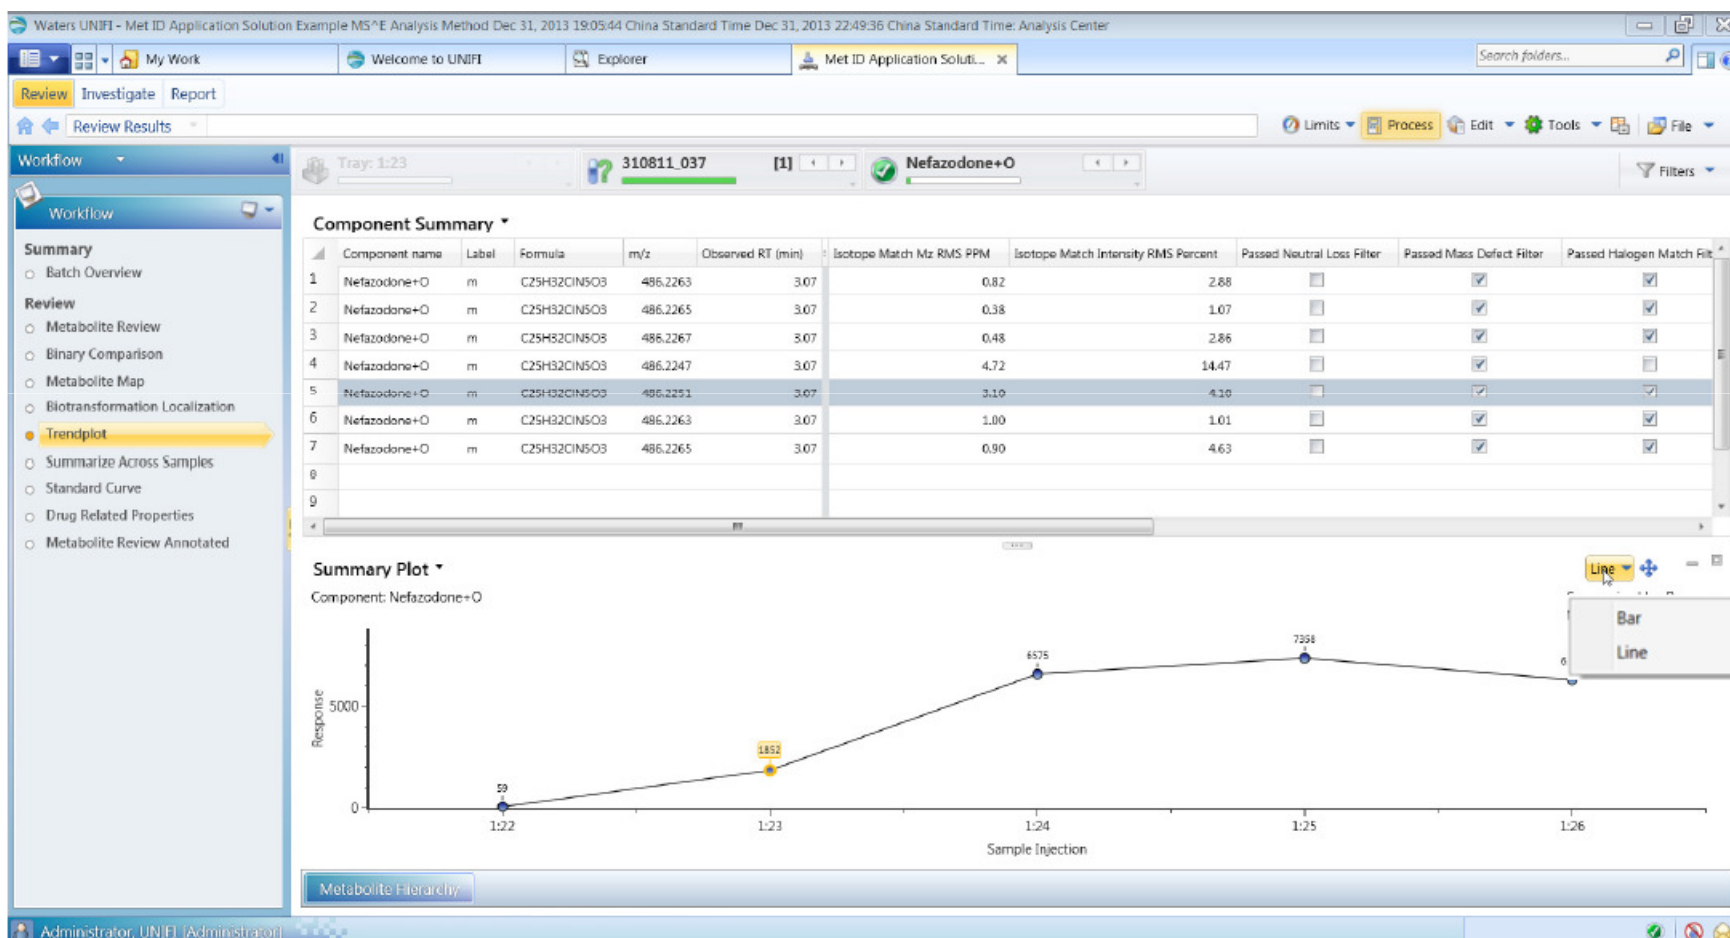 Waters UNIFI - Met ID Application Solution Example MS^E Analysis Method Dec 31, 2013 19:05:44 China Standard Time Dec 31, 2013 22:49:36 China Standard Time: Analysis Center
My Work Welcome to UNIFI Explorer Met ID Application Soluti... Search folders...
Review Investigate Report
Review Results Limits Process Edit Tools File
Workflow Tray: 1:23 310811_037 [1] Nefazodone+O Filters
Workflow
Summary
Batch Overview
Review
Metabolite Review
Binary Comparison
Metabolite Map
Biotransformation Localization
Trendplot
Summarize Across Samples
Standard Curve
Drug Related Properties
Metabolite Review Annotated
Component Summary
Component name Label Formula m/z Observed RT (min) Isotope Match Mz RMS PPM Isotope Match Intensity RMS Percent Passed Neutral Loss Filter Passed Mass Defect Filter Passed Halogen Match Filt
1 Nefazodone+O m C25H32ClN5O3 486.2263 3.07 0.82 2.88
2 Nefazodone+O m C25H32ClN5O3 486.2265 3.07 0.38 1.07
3 Nefazodone+O m C25H32ClN5O3 486.2267 3.07 0.48 2.86
4 Nefazodone+O m C25H32ClN5O3 486.2247 3.07 4.72 14.47
5 Nefazodone+O m C25H32ClN5O3 486.2251 3.07 3.10 4.10
6 Nefazodone+O m C25H32ClN5O3 486.2263 3.07 1.00 1.01
7 Nefazodone+O m C25H32ClN5O3 486.2265 3.07 0.90 4.63
8
9
Summary Plot Line
Component: Nefazodone+O
Bar
Line
7358
6575
5000
Response
1852
59
0
1:22 1:23 1:24 1:25 1:26
Sample Injection
Metabolite Hierarchy
Administrator, UNIFI [Administrator]